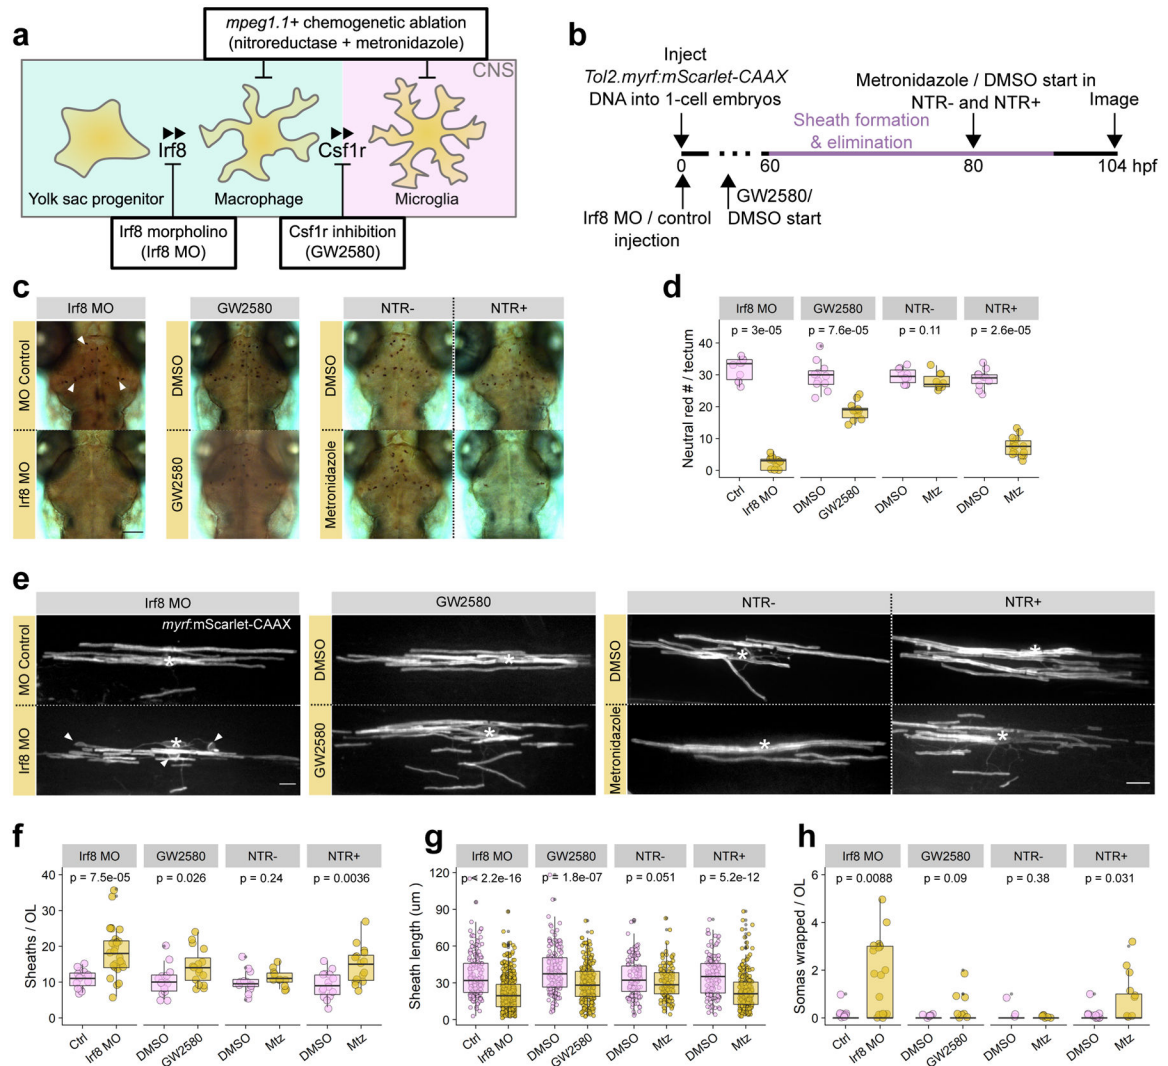 a
mpeg1.1+ chemogenetic ablation
(nitroreductase + metronidazole)
CNS
Irf8
Csf1r
Yolk sac progenitor
Macrophage
Microglia
Irf8 morpholino
(Irf8 MO)
Csf1r inhibition
(GW2580)
b
Inject
Tol2.myrf:mScarlet-CAAX
DNA into 1-cell embryos
Metronidazole / DMSO start in
NTR- and NTR+
Image
Sheath formation
& elimination
0
60
80
104 hpf
Irf8 MO / control
injection
GW2580/
DMSO start
c
Irf8 MO
GW2580
NTR-
NTR+
MO Control
DMSO
DMSO
Irf8 MO
GW2580
Metronidazole
d
Irf8 MO
GW2580
NTR-
NTR+
p = 3e-05
p = 7.6e-05
p = 0.11
p = 2.6e-05
Neutral red # / tectum
40
30
20
10
0
Ctrl
Irf8 MO
DMSO
GW2580
DMSO
Mtz
DMSO
Mtz
e
Irf8 MO
GW2580
NTR-
NTR+
myrf:mScarlet-CAAX
MO Control
DMSO
DMSO
Irf8 MO
GW2580
Metronidazole
*
*
*
*
*
*
*
*
f
Irf8 MO
GW2580
NTR-
NTR+
p = 7.5e-05
p = 0.026
p = 0.24
p = 0.0036
Sheaths / OL
40
30
20
10
0
Ctrl
Irf8 MO
DMSO
GW2580
DMSO
Mtz
DMSO
Mtz
g
Irf8 MO
GW2580
NTR-
NTR+
p < 2.2e-16
p = 1.8e-07
p = 0.051
p = 5.2e-12
Sheath length (um )
120
90
60
30
0
Ctrl
Irf8 MO
DMSO
GW2580
DMSO
Mtz
DMSO
Mtz
h
Irf8 MO
GW2580
NTR-
NTR+
p = 0.0088
p = 0.09
p = 0.38
p = 0.031
Somas wrapped / OL
6
4
2
0
Ctrl
Irf8 MO
DMSO
GW2580
DMSO
Mtz
DMSO
Mtz